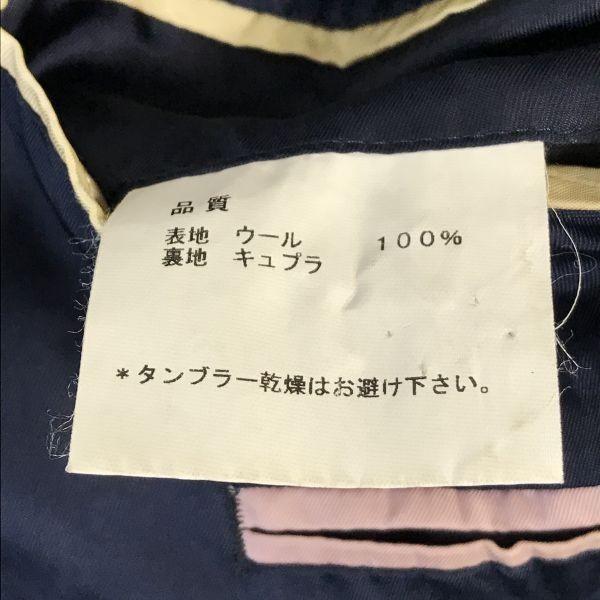 品質
表地 ウール 100%
裏地 キュプラ
*タンブラー乾燥はお避け下さい。